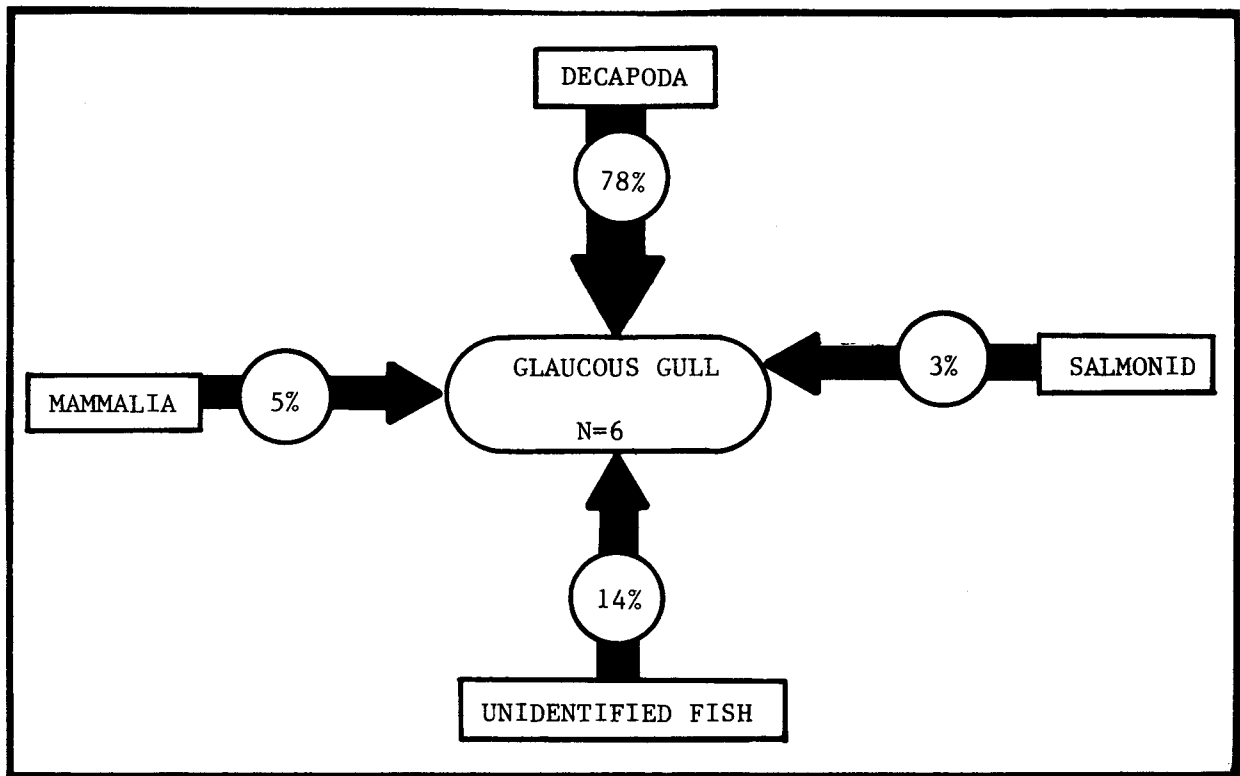 DECAPODA
78%
GLAUCOUS GULL
N=6
3%
SALMONID
MAMMALIA
5%
14%
UNIDENTIFIED FISH